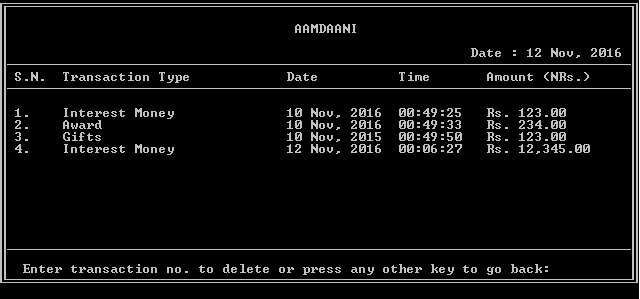 AAMDAANI
Date : 12 Nov, 2016
S.N. Transaction Type Date Time Amount (NRs.)
1. Interest Money 10 Nov, 2016 00:49:25 Rs. 123.00
2. Award 10 Nov, 2016 00:49:33 Rs. 234.00
3. Gifts 10 Nov, 2015 00:49:50 Rs. 123.00
4. Interest Money 12 Nov, 2016 00:06:27 Rs. 12,345.00
Enter transaction no. to delete or press any other key to go back: